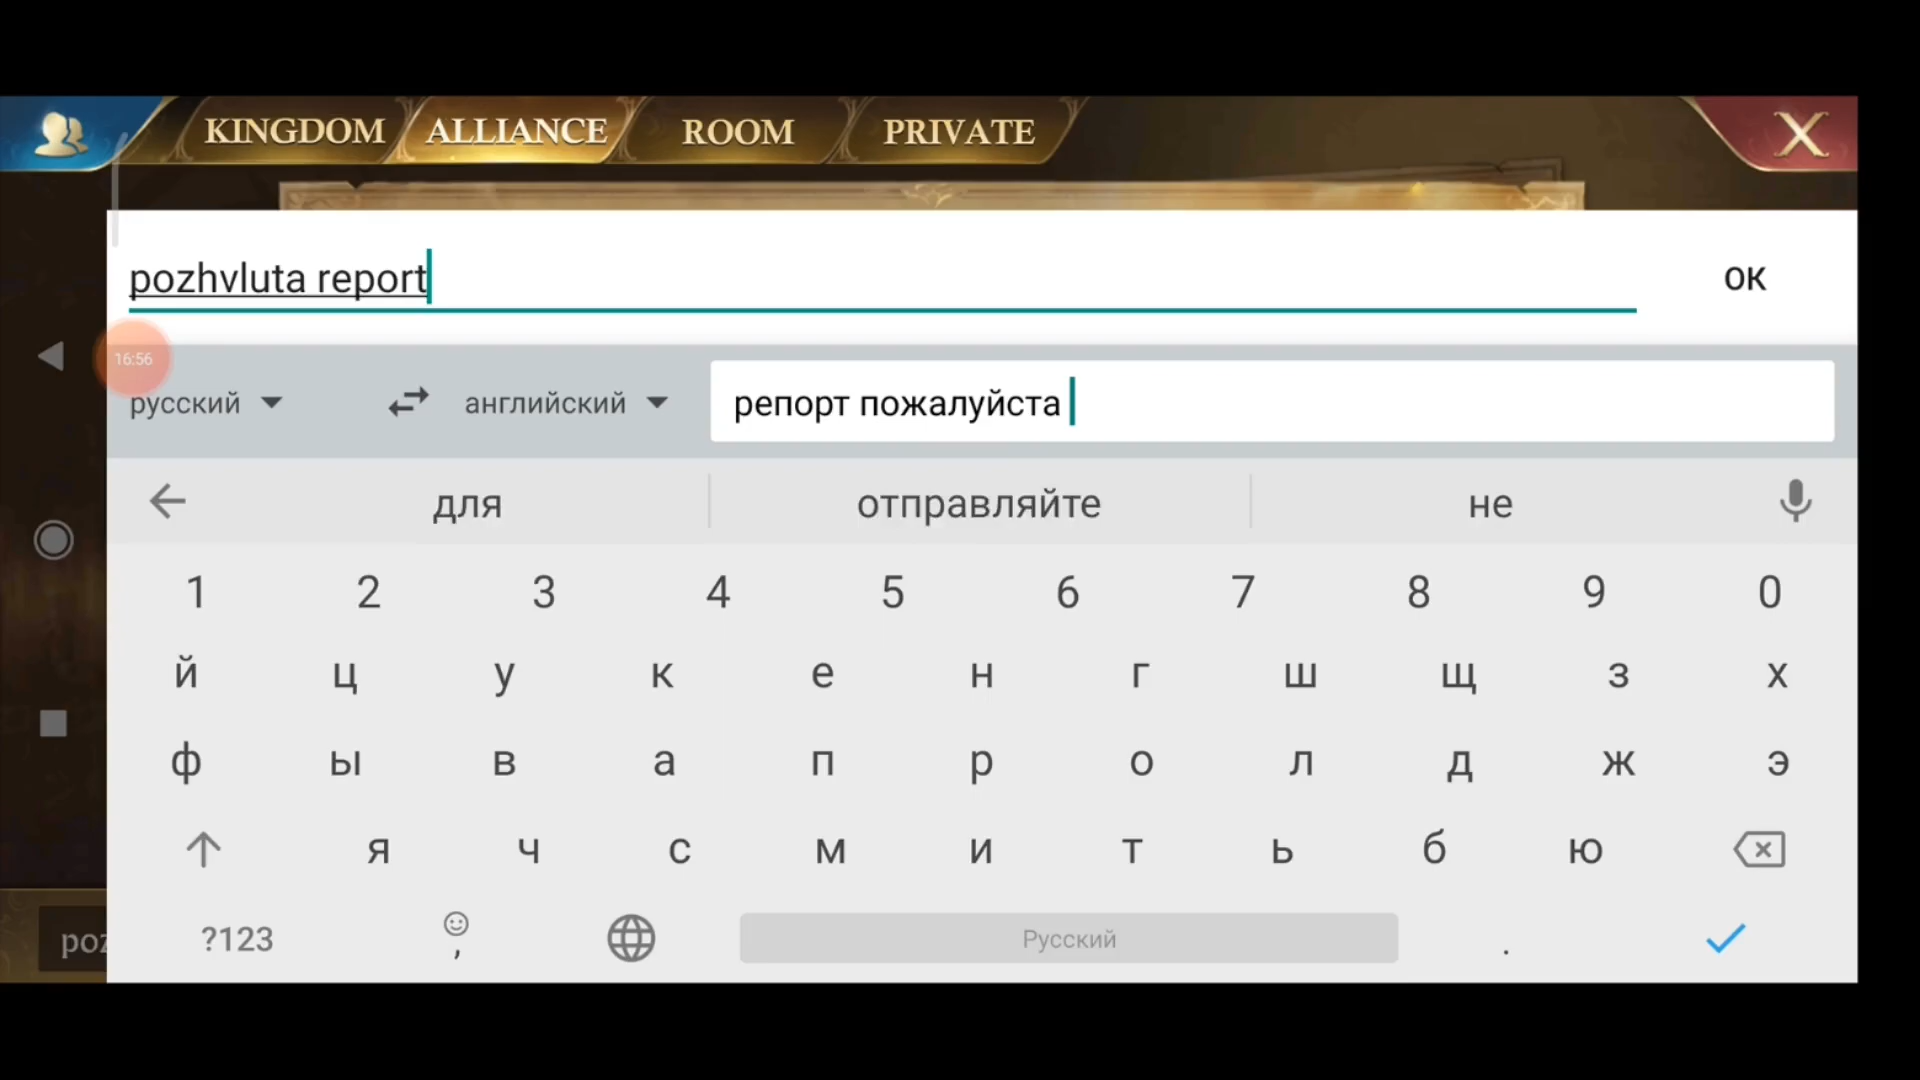 KINGDOM ALLIANCE ROOM PRIVATE X
pozhvluta report ОК
16:56
русский английский репорт пожалуйста
для отправляйте не
1 2 3 4 5 6 7 8 9 0
й ц у к е н г ш щ з х
ф ы в а п р о л д ж э
я ч с м и т ь б ю
poz ?123 , Русский .